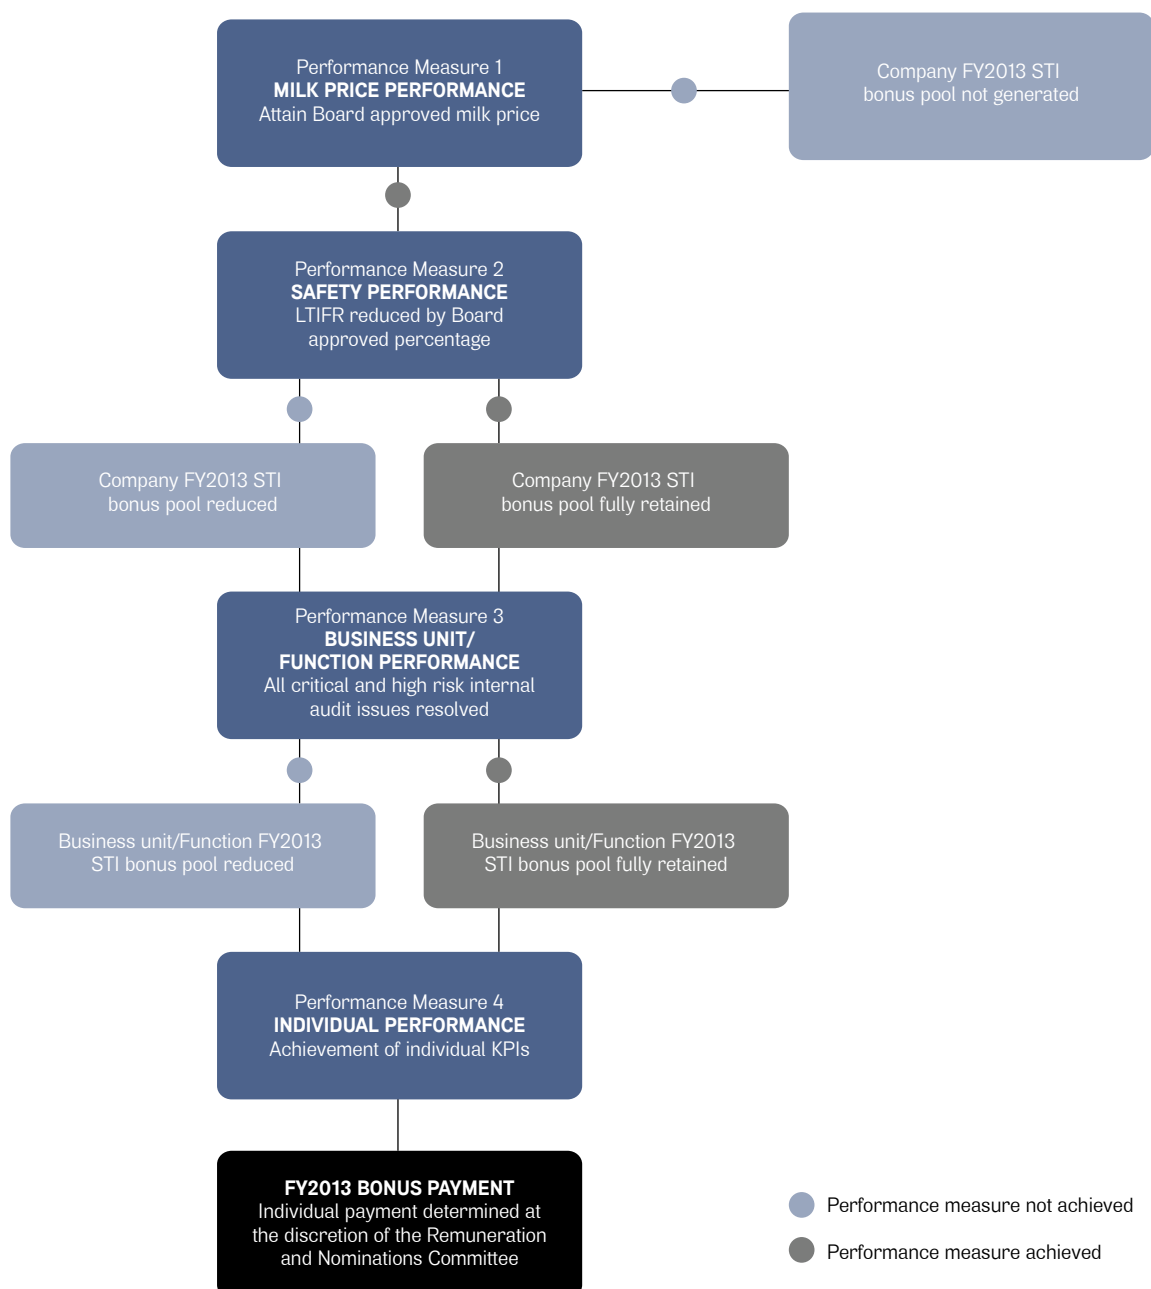 Performance Measure 1
MILK PRICE PERFORMANCE
Attain Board approved milk price
Company FY2013 STI
bonus pool not generated
Performance Measure 2
SAFETY PERFORMANCE
LTIFR reduced by Board
approved percentage
Company FY2013 STI
bonus pool reduced
Company FY2013 STI
bonus pool fully retained
Performance Measure 3
BUSINESS UNIT/
FUNCTION PERFORMANCE
All critical and high risk internal
audit issues resolved
Business unit/Function FY2013
STI bonus pool reduced
Business unit/Function FY2013
STI bonus pool fully retained
Performance Measure 4
INDIVIDUAL PERFORMANCE
Achievement of individual KPIs
FY2013 BONUS PAYMENT
Individual payment determined at
the discretion of the Remuneration
and Nominations Committee
Performance measure not achieved
Performance measure achieved